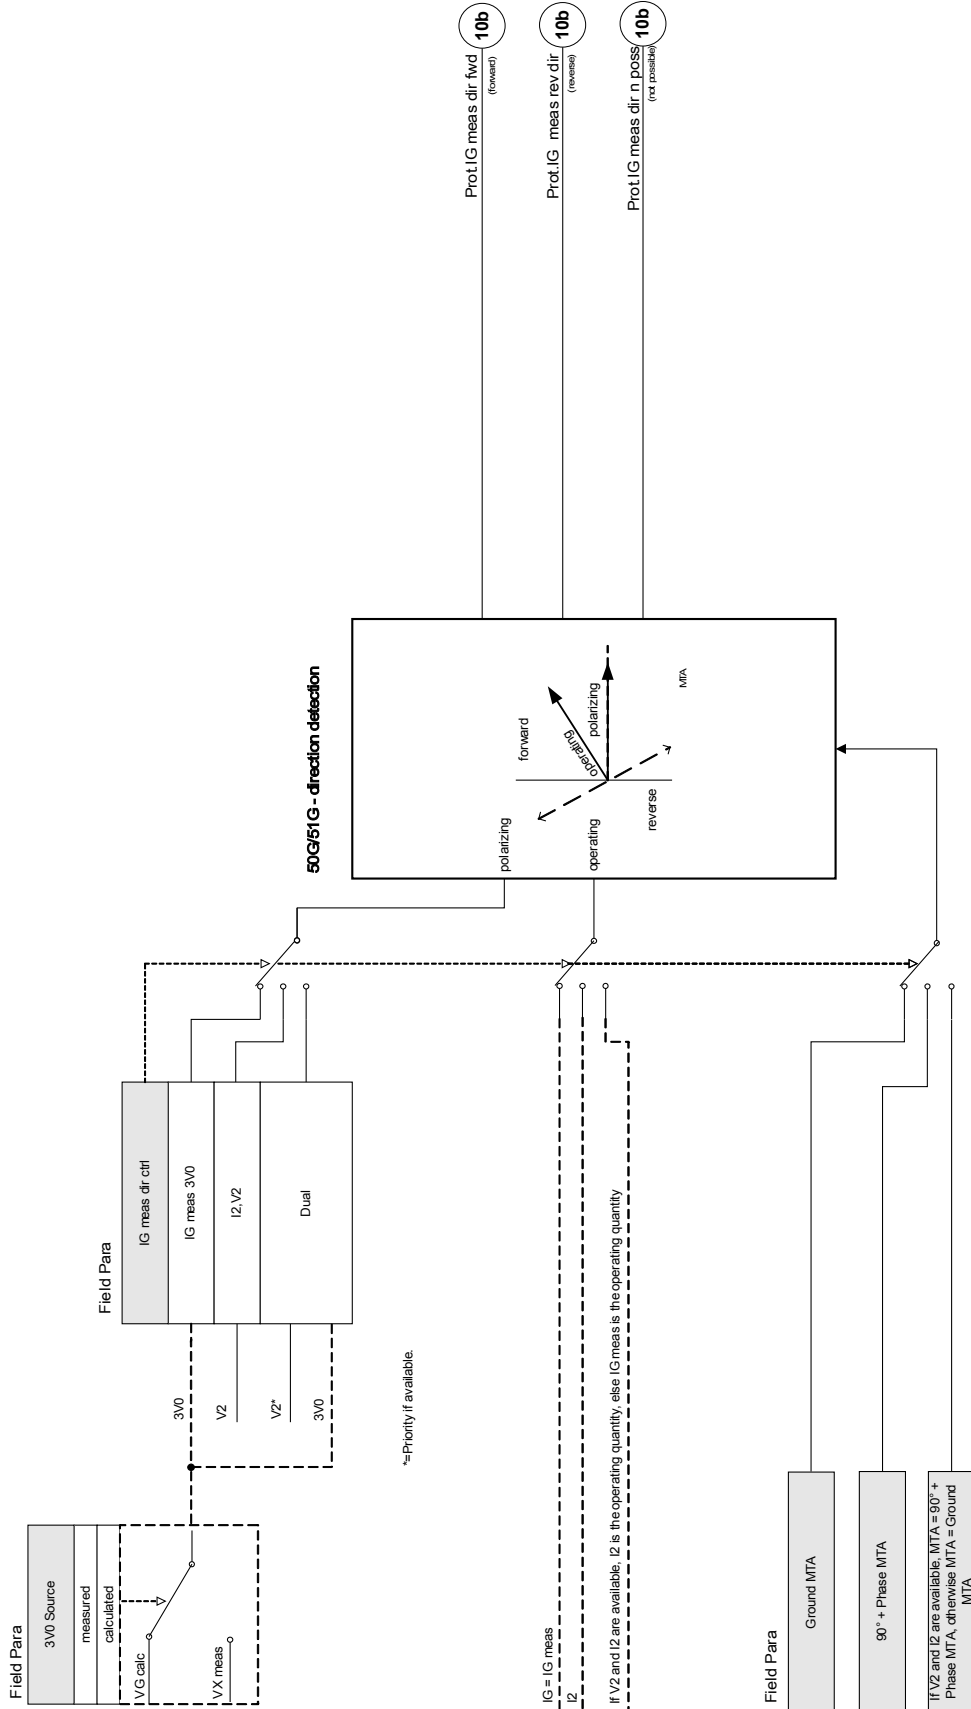 Field Para
3V0 Source
measured
calculated
VG calc
VX meas
Field Para
IG meas dir ctrl
IG meas 3V0
I2,V2
Dual
3V0
V2
V2*
3V0
*=Priority if available.
50G/51G - direction detection
polarizing
operating
forward
reverse
operating
polarizing
MTA
Prot.IG meas dir fwd
(forward)
10b
Prot.IG meas rev dir
(reverse)
10b
Prot.IG meas dir n poss
(not possible)
10b
IG = IG meas
I2
If V2 and I2 are available, I2 is the operating quantity, else IG meas is the operating quantity
Field Para
Ground MTA
90° + Phase MTA
If V2 and I2 are available, MTA = 90° +
Phase MTA, otherwise MTA = Ground
MTA